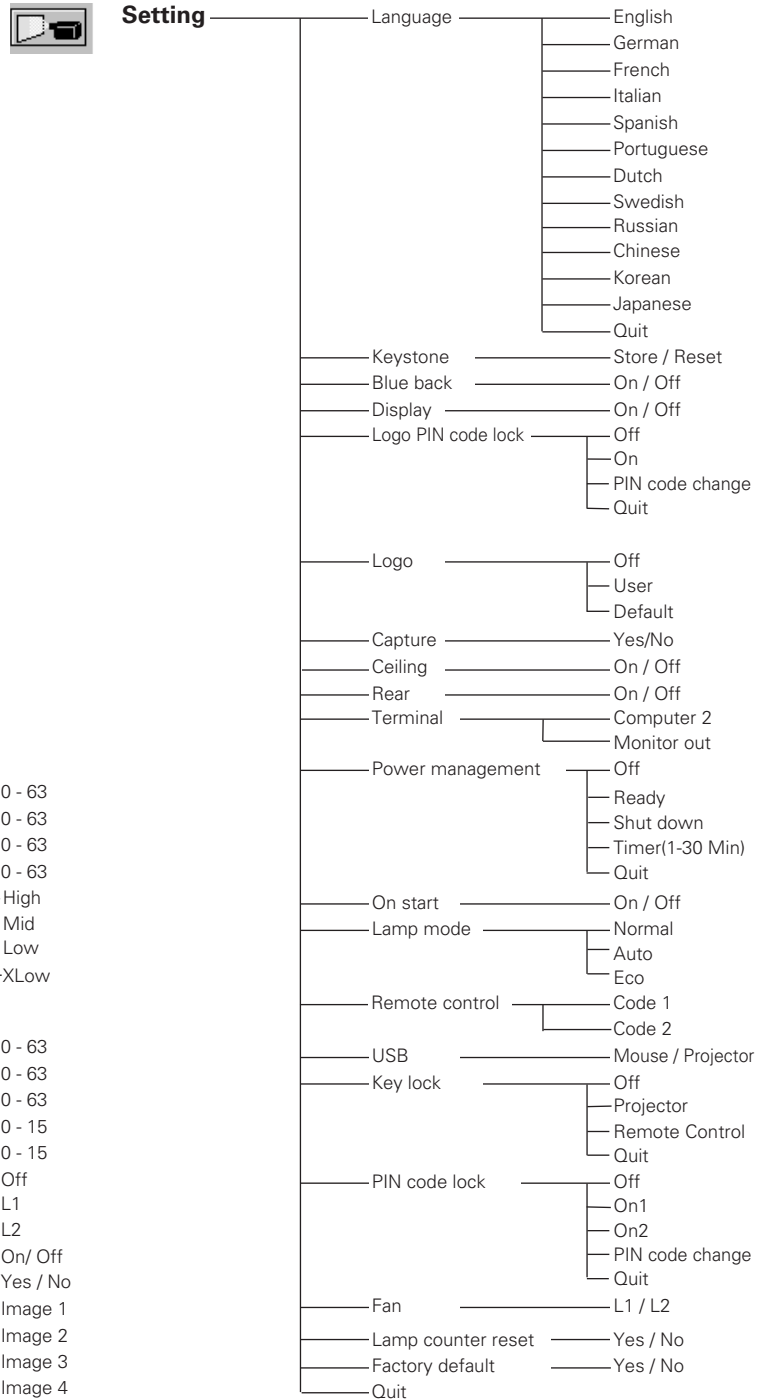 Setting
Language
English
German
French
Italian
Spanish
Portuguese
Dutch
Swedish
Russian
Chinese
Korean
Japanese
Quit
Keystone
Store / Reset
Blue back
On / Off
Display
On / Off
Logo PIN code lock
Off
On
PIN code change
Quit
Logo
Off
User
Default
Capture
Yes/No
Ceiling
On / Off
Rear
On / Off
Terminal
Computer 2
Monitor out
Power management
Off
Ready
Shut down
Timer(1-30 Min)
Quit
On start
On / Off
Lamp mode
Normal
Auto
Eco
Remote control
Code 1
Code 2
USB
Mouse / Projector
Key lock
Off
Projector
Remote Control
Quit
PIN code lock
Off
On1
On2
PIN code change
Quit
Fan
L1 / L2
Lamp counter reset
Yes / No
Factory default
Yes / No
Quit
0 - 63
0 - 63
0 - 63
0 - 63
High
Mid
Low
XLow
0 - 63
0 - 63
0 - 63
0 - 15
0 - 15
Off
L1
L2
On/ Off
Yes / No
Image 1
Image 2
Image 3
Image 4